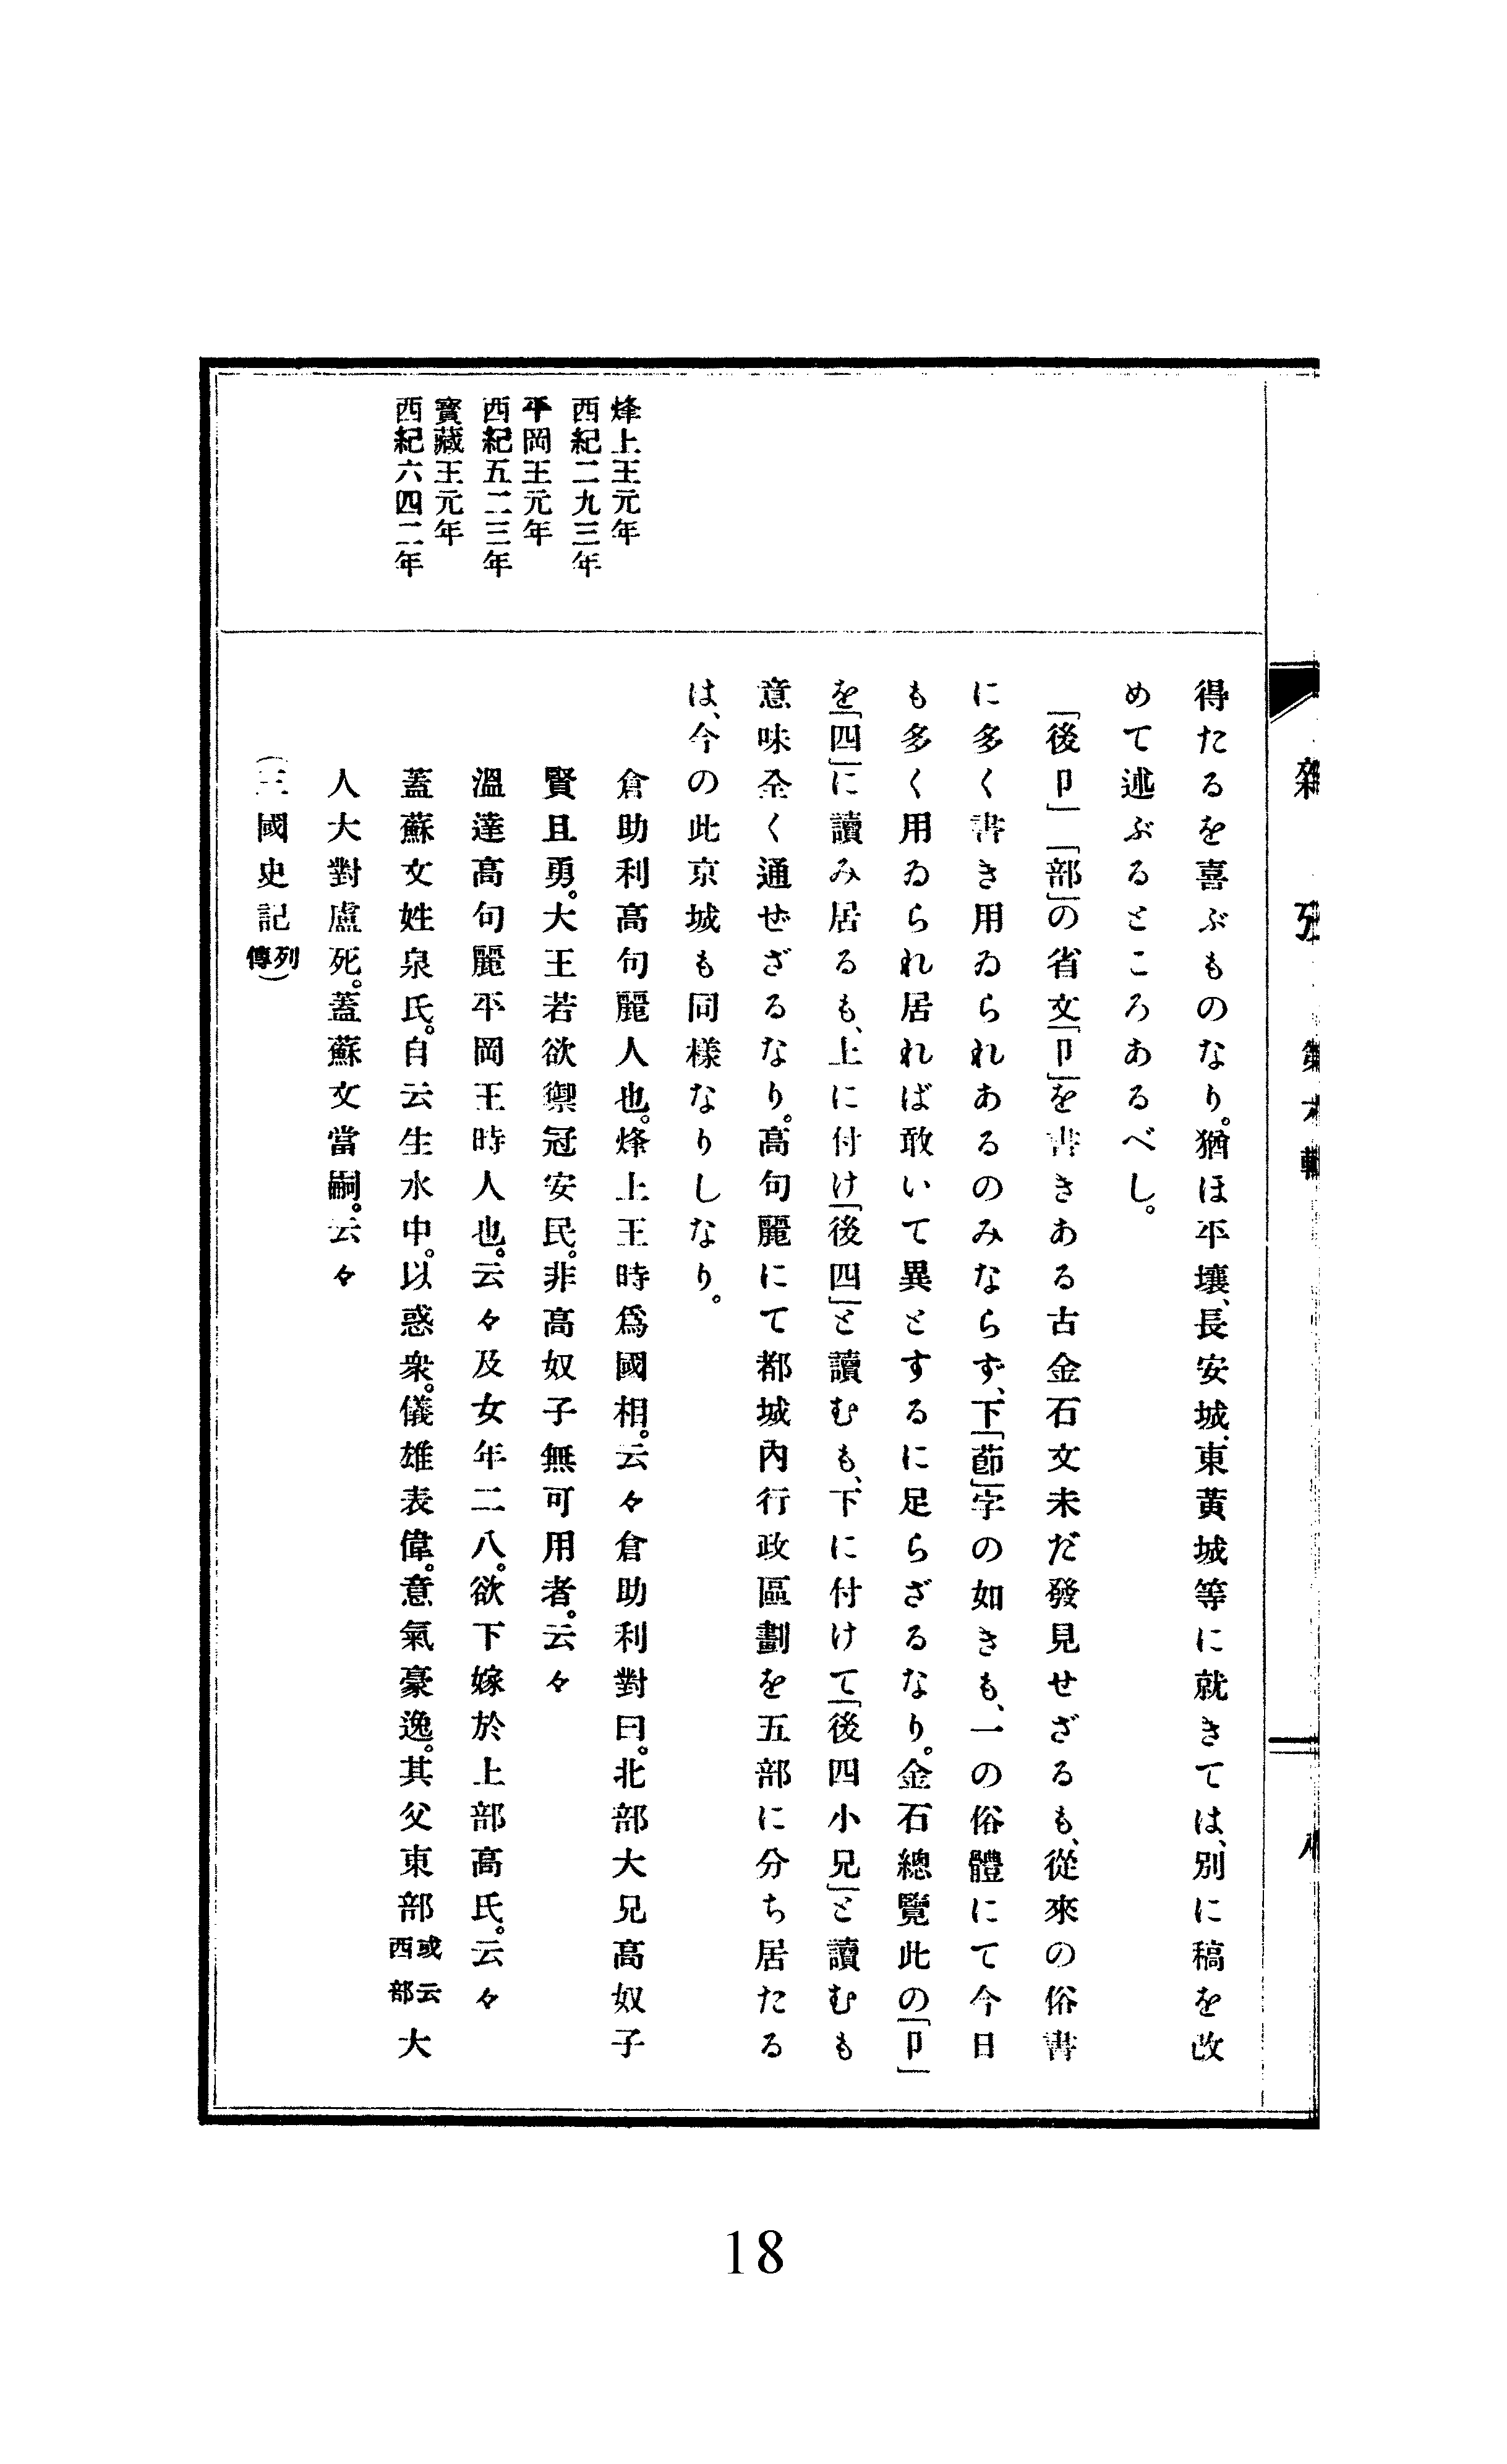 得たるを喜ぶものなり。猶ほ平壤、長安城、東黃城等に就きては、別に稿を改
めて述ぶるところあるべし。
「後卩」「部」の省文「卩」を書きある古金石文未だ發見せざるも、從來の俗書
に多く書き用ゐられあるのみならず、下「莭」字の如きも、一の俗體にて今日
も多く用ゐられ居れば敢いて異とするに足らざるなり。金石總覽此の「卩」
を「四」に讀み居るも、上に付け「後四」と讀むも、下に付けて「後四小兄」と讀むも
意味全く通ぜざるなり。高句麗にて都城內行政區劃を五部に分ち居たる
は、今の此京城も同樣なりしなり。
烽上王元年
西紀二九三年
倉助利高句麗人也。烽上王時爲國相。云々倉助利對曰。北部大兄高奴子
賢且勇。大王若欲禦冠安民。非高奴子無可用者。云々
平岡王元年
西紀五二三年
溫達高句麗平岡王時人也。云々及女年二八。欲下嫁於上部高氏。云々
寳藏王元年
西紀六四二年
蓋蘇文姓泉氏。自云生水中。以惑衆。儀雄表偉。意氣豪逸。其父東部或云西部大
人大對盧死。蓋蘇文當嗣。云々
(三國史記列傳)
18